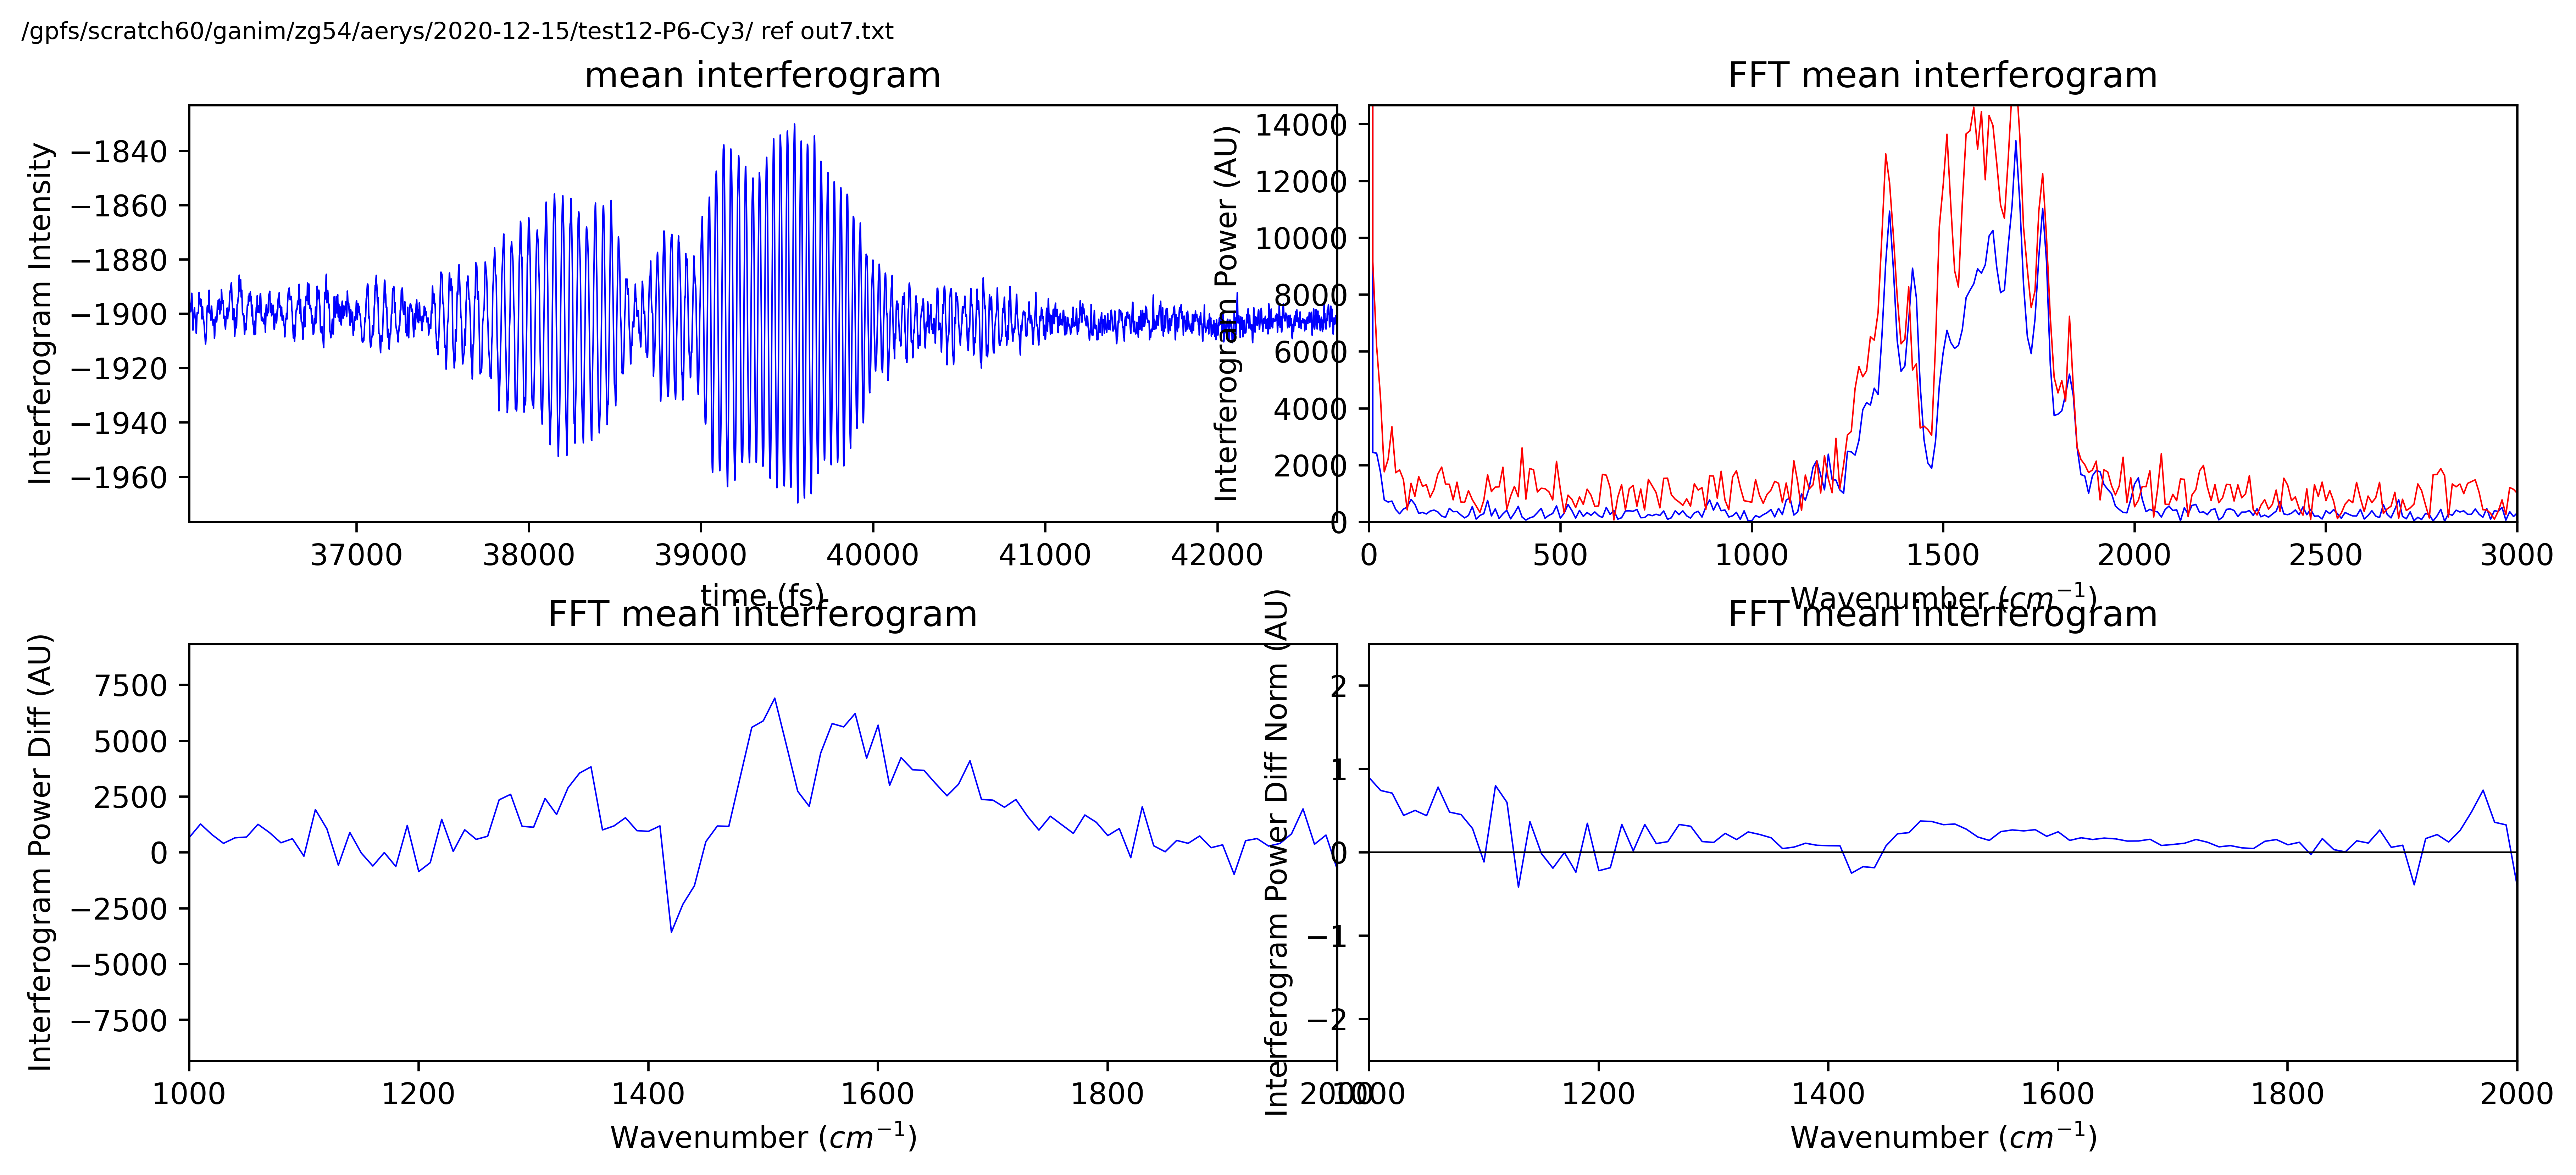 /gpfs/scratch60/ganim/zg54/aerys/2020-12-15/test12-P6-Cy3/ ref out7.txt
mean interferogram
Interferogram Intensity
−1840
−1860
−1880
−1900
−1920
−1940
−1960
37000 38000 39000 40000 41000 42000
time (fs)
FFT mean interferogram
Interferogram Power (AU)
14000
12000
10000
8000
6000
4000
2000
0
0 500 1000 1500 2000 2500 3000
Wavenumber (cm⁻¹)
FFT mean interferogram
Interferogram Power Diff (AU)
7500
5000
2500
0
−2500
−5000
−7500
1000 1200 1400 1600 1800 2000
Wavenumber (cm⁻¹)
FFT mean interferogram
Interferogram Power Diff Norm (AU)
2
1
0
−1
−2
1000 1200 1400 1600 1800 2000
Wavenumber (cm⁻¹)